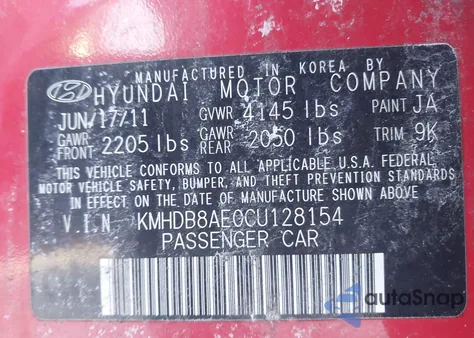 MANUFACTURED IN KOREA BY
HYUNDAI MOTOR COMPANY
JUN/17/11 GVWR 4145 lbs PAINT JA
GAWR FRONT 2205 lbs GAWR REAR 2050 lbs TRIM 9K
THIS VEHICLE CONFORMS TO ALL APPLICABLE U.S.A. FEDERAL
MOTOR VEHICLE SAFETY, BUMPER, AND THEFT PREVENTION STANDARDS
IN EFFECT ON THE DATE OF MANUFACTURE SHOWN ABOVE
V.I.N KMHDB8AE0CU128154
PASSENGER CAR
autoSnap